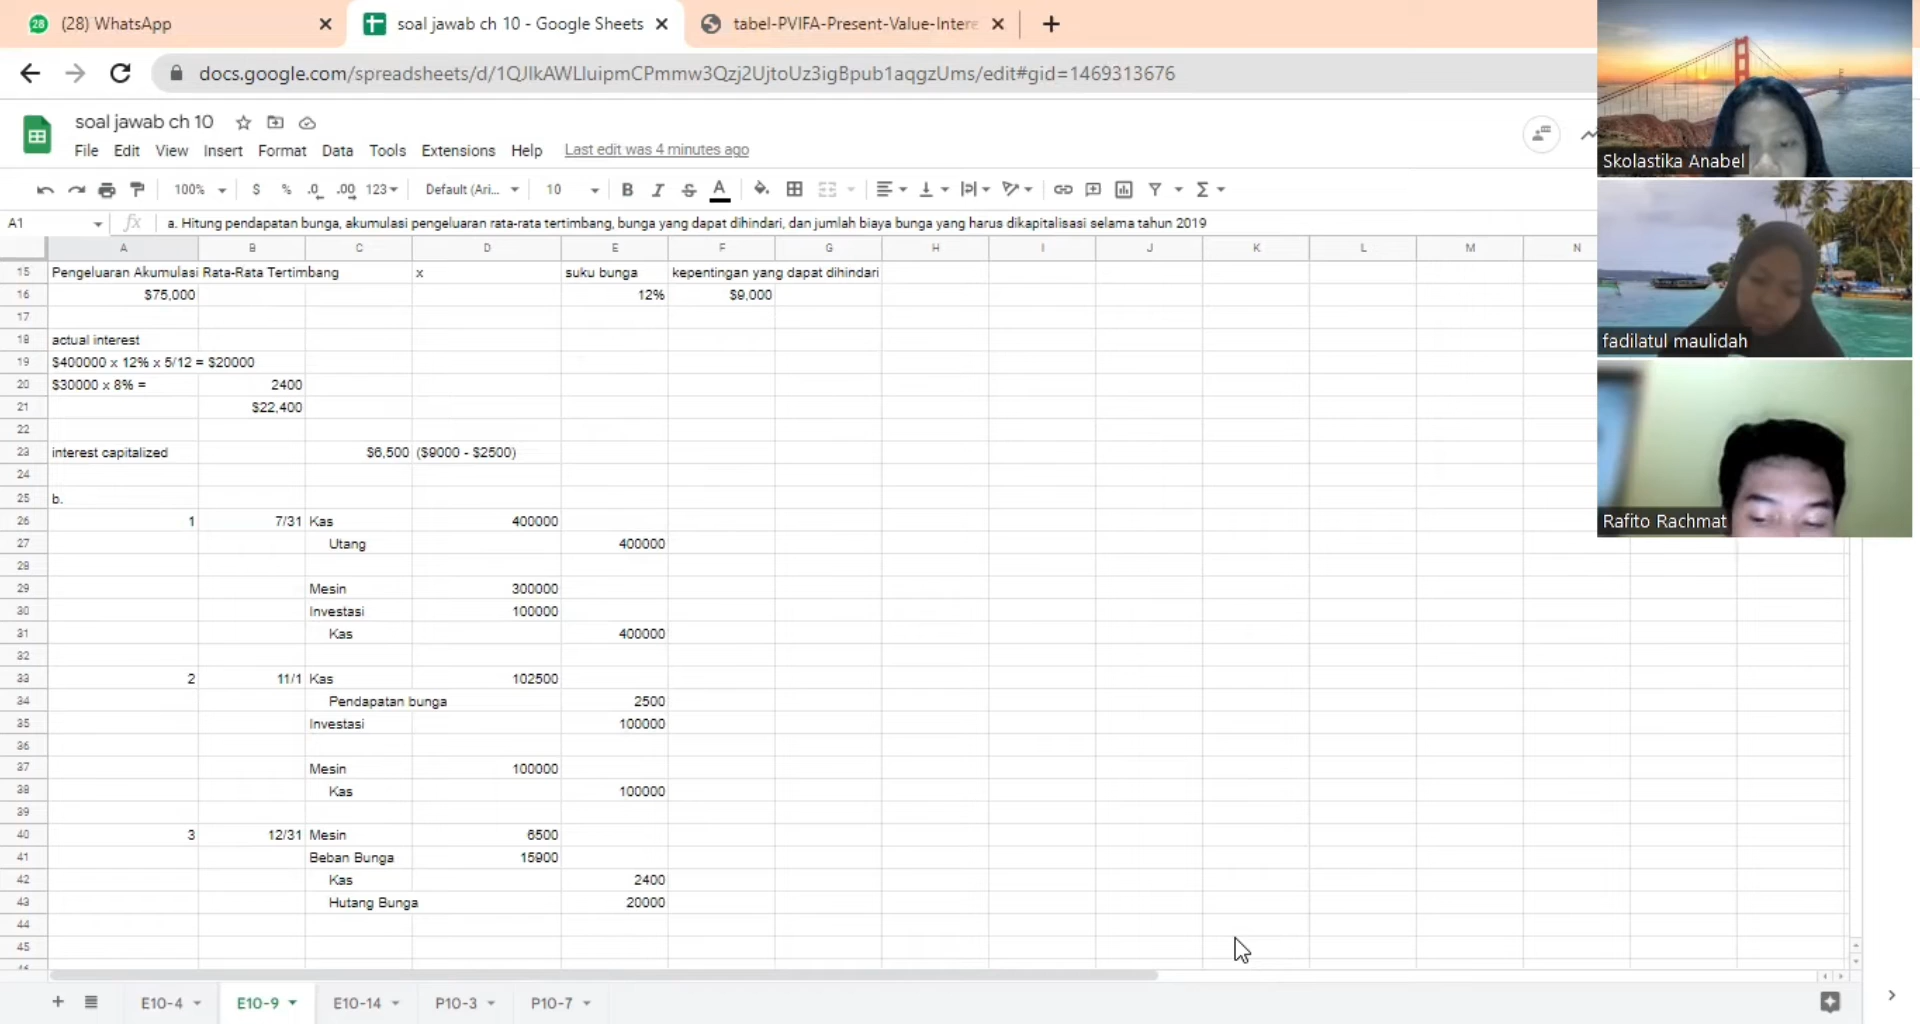 28 (28) WhatsApp
soal jawab ch 10 - Google Sheets
tabel-PVIFA-Present-Value-Intere
docs.google.com/spreadsheets/d/1QJlkAWLluipmCPmmw3Qzj2UjtoUz3igBpub1aqgzUms/edit#gid=1469313676
soal jawab ch 10
File Edit View Insert Format Data Tools Extensions Help Last edit was 4 minutes ago
100% $ % .0 .00 123 Default (Ari... 10 B I S A Σ
A1 fx a. Hitung pendapatan bunga, akumulasi pengeluaran rata-rata tertimbang, bunga yang dapat dihindari, dan jumlah biaya bunga yang harus dikapitalisasi selama tahun 2019
A B C D E F G H I J K L M N
15 Pengeluaran Akumulasi Rata-Rata Tertimbang x suku bunga kepentingan yang dapat dihindari
16 $75,000 12% $9,000
17
18 actual interest
19 $400000 x 12% x 5/12 = $20000
20 $30000 x 8% = 2400
21 $22,400
22
23 interest capitalized $6,500 ($9000 - $2500)
24
25 b.
26 1 7/31 Kas 400000
27 Utang 400000
28
29 Mesin 300000
30 Investasi 100000
31 Kas 400000
32
33 2 11/1 Kas 102500
34 Pendapatan bunga 2500
35 Investasi 100000
36
37 Mesin 100000
38 Kas 100000
39
40 3 12/31 Mesin 6500
41 Beban Bunga 15900
42 Kas 2400
43 Hutang Bunga 20000
44
45
E10-4 E10-9 E10-14 P10-3 P10-7
Skolastika Anabel
fadilatul maulidah
Rafito Rachmat